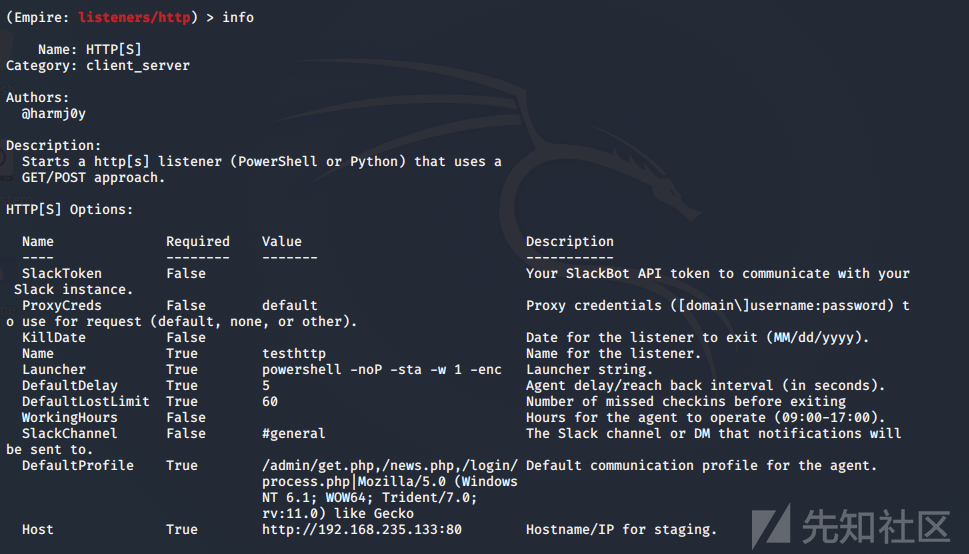 (Empire: listeners/http) > info
Name: HTTP[S]
Category: client_server
Authors:
@harmj0y
Description:
Starts a http[s] listener (PowerShell or Python) that uses a
GET/POST approach.
HTTP[S] Options:
Name Required Value Description
---- -------- ------- -----------
SlackToken False Your SlackBot API token to communicate with your
Slack instance.
ProxyCreds False default Proxy credentials ([domain\]username:password) t
o use for request (default, none, or other).
KillDate False Date for the listener to exit (MM/dd/yyyy).
Name True testhttp Name for the listener.
Launcher True powershell -noP -sta -w 1 -enc Launcher string.
DefaultDelay True 5 Agent delay/reach back interval (in seconds).
DefaultLostLimit True 60 Number of missed checkins before exiting
WorkingHours False Hours for the agent to operate (09:00-17:00).
SlackChannel False #general The Slack channel or DM that notifications will
be sent to.
DefaultProfile True /admin/get.php,/news.php,/login/ Default communication profile for the agent.
process.php|Mozilla/5.0 (Windows
NT 6.1; WOW64; Trident/7.0;
rv:11.0) like Gecko
Host True http://192.168.235.133:80 Hostname/IP for staging.
先知社区